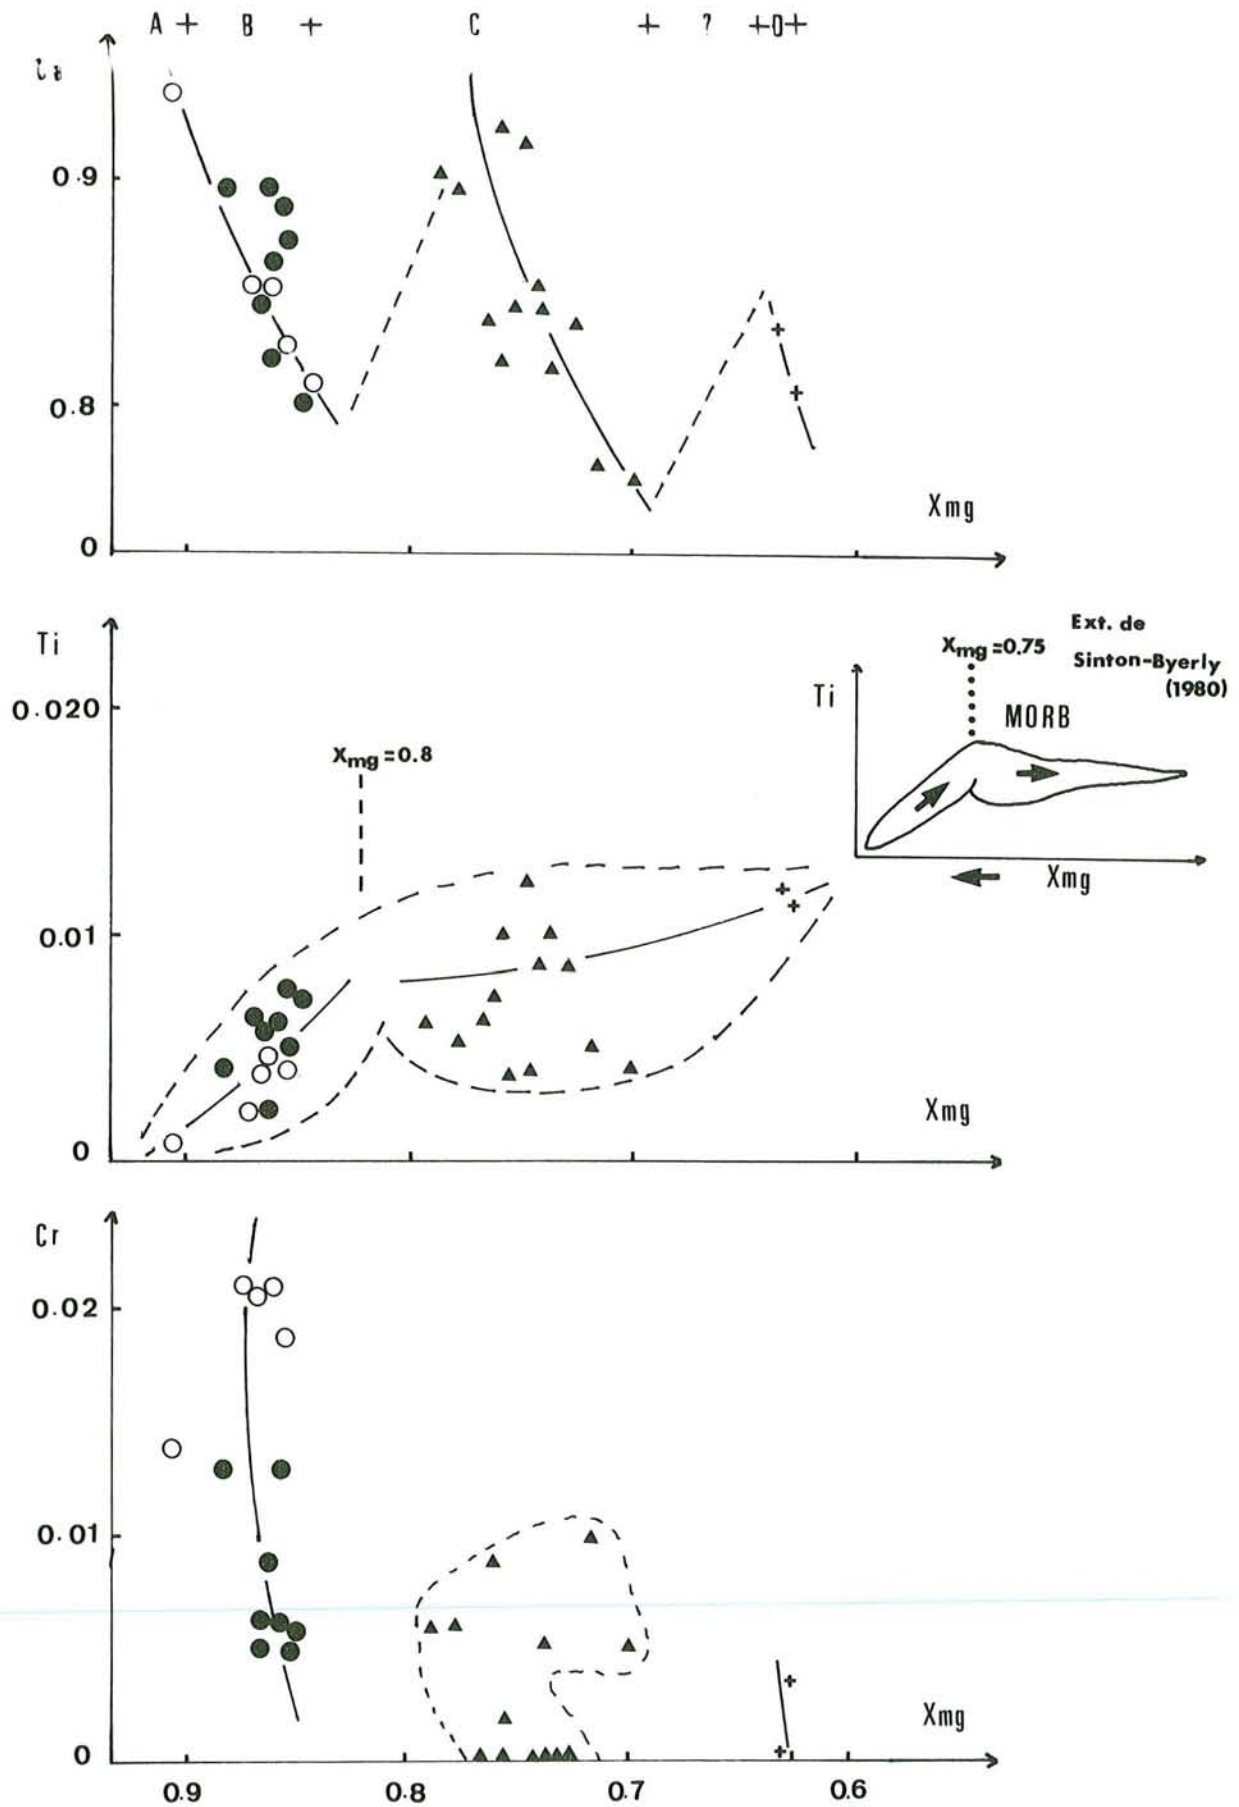 A + B + C + ? +D+
0.9
0.8
0
Xmg
Ti
0.020
0.01
0
Xmg =0.8
Xmg
Ext. de
Sinton-Byerly
(1980)
Xmg =0.75
Ti
MORB
Xmg
Cr
0.02
0.01
0
Xmg
0.9 0.8 0.7 0.6